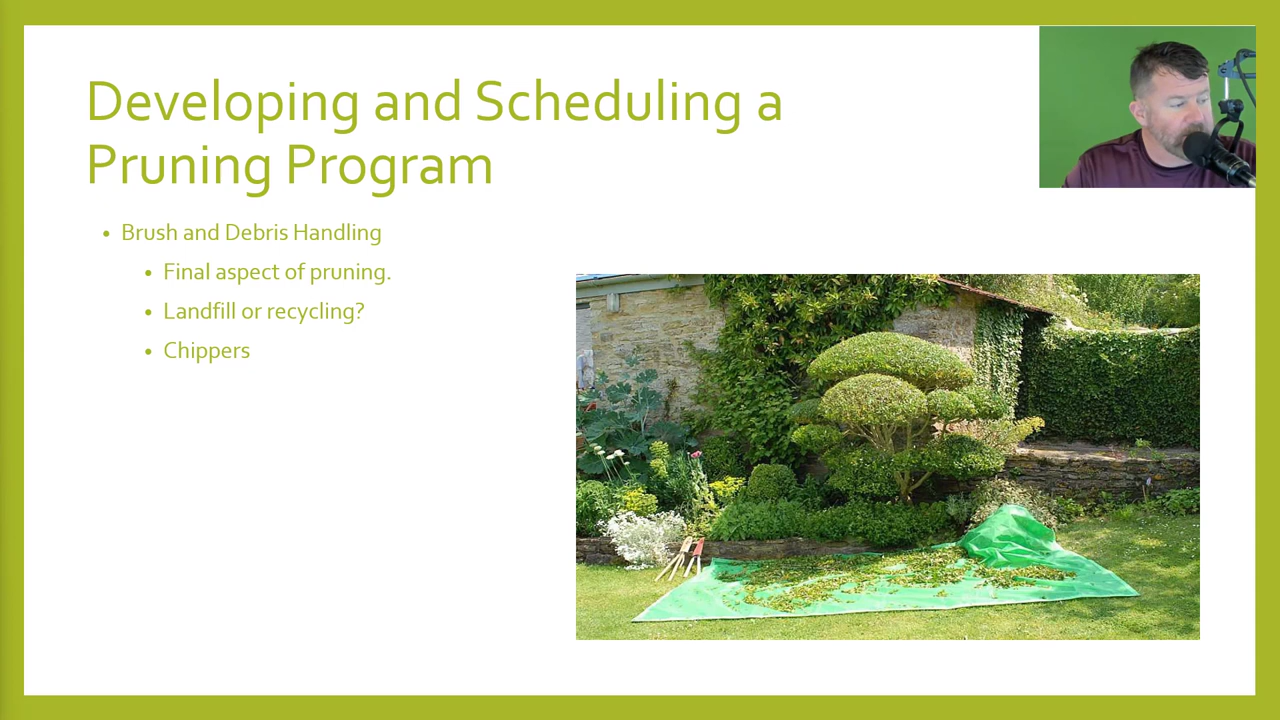 Developing and Scheduling a
Pruning Program
• Brush and Debris Handling
• Final aspect of pruning.
• Landfill or recycling?
• Chippers